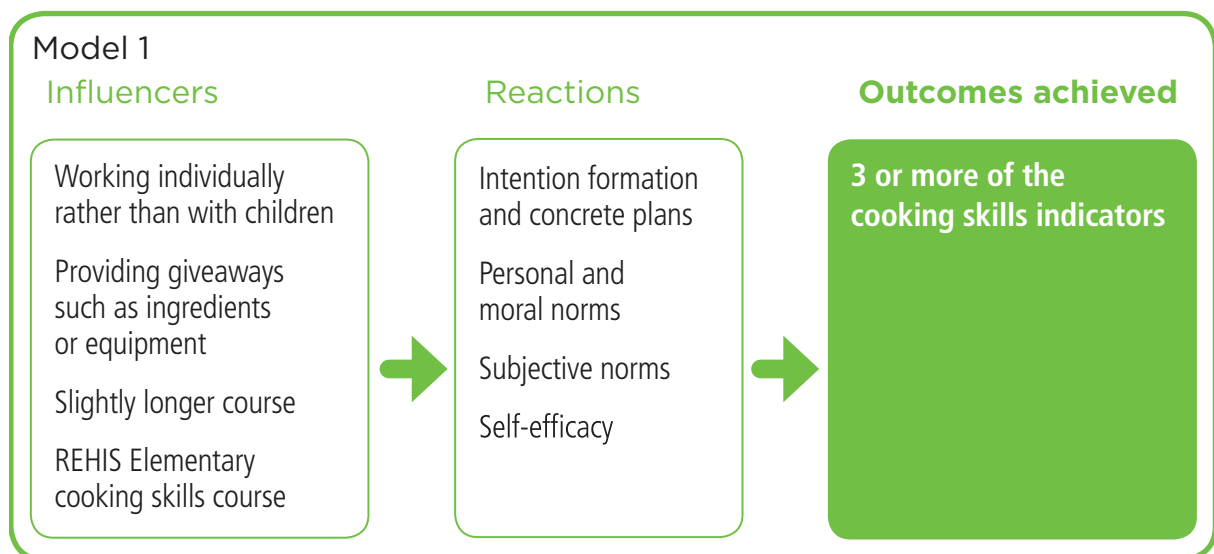 Model 1
Influencers
Working individually
rather than with children
Providing giveaways
such as ingredients
or equipment
Slightly longer course
REHIS Elementary
cooking skills course
Reactions
Intention formation
and concrete plans
Personal and
moral norms
Subjective norms
Self-efficacy
Outcomes achieved
3 or more of the
cooking skills indicators